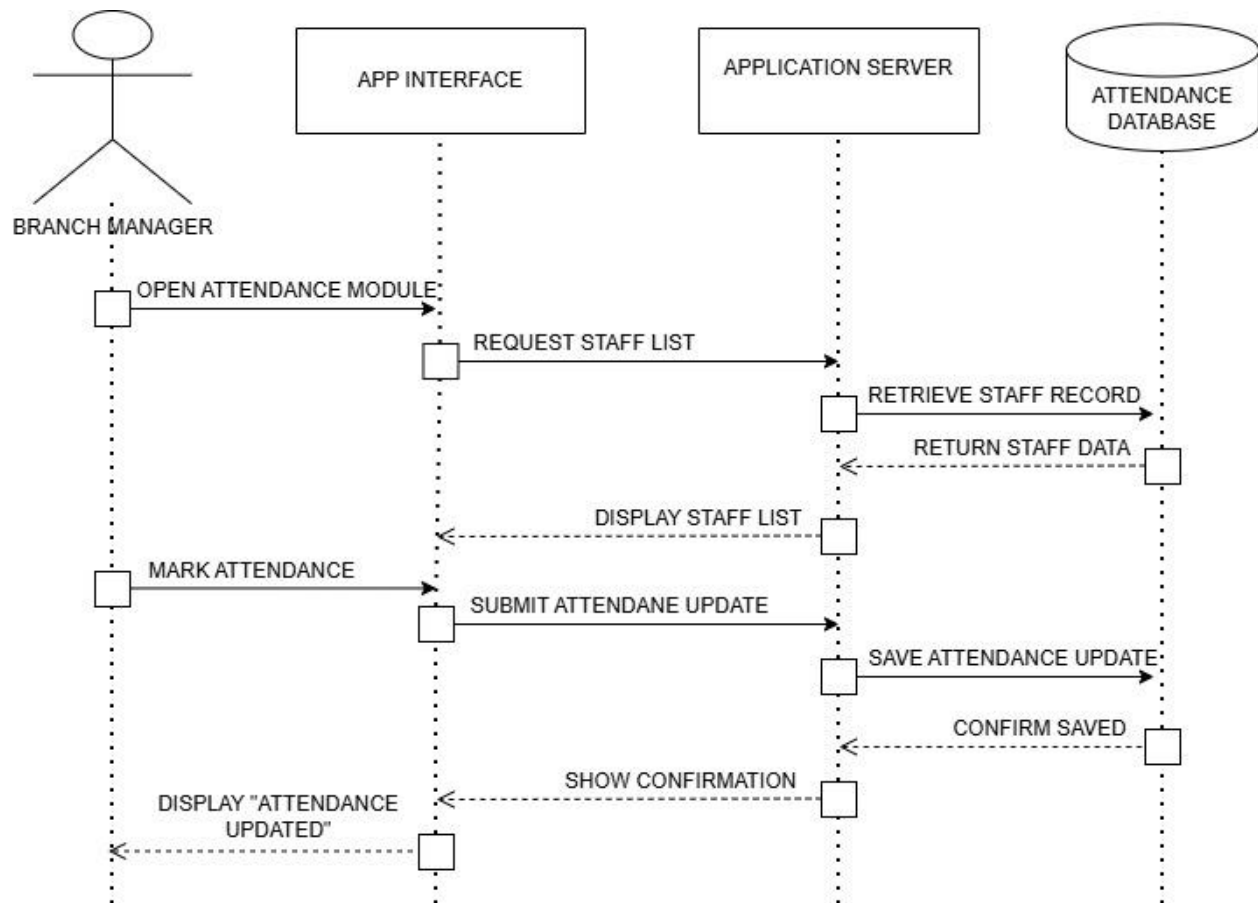 APP INTERFACE
APPLICATION SERVER
ATTENDANCE
DATABASE
BRANCH MANAGER
OPEN ATTENDANCE MODULE
REQUEST STAFF LIST
RETRIEVE STAFF RECORD
RETURN STAFF DATA
DISPLAY STAFF LIST
MARK ATTENDANCE
SUBMIT ATTENDANE UPDATE
SAVE ATTENDANCE UPDATE
CONFIRM SAVED
SHOW CONFIRMATION
DISPLAY "ATTENDANCE
UPDATED"